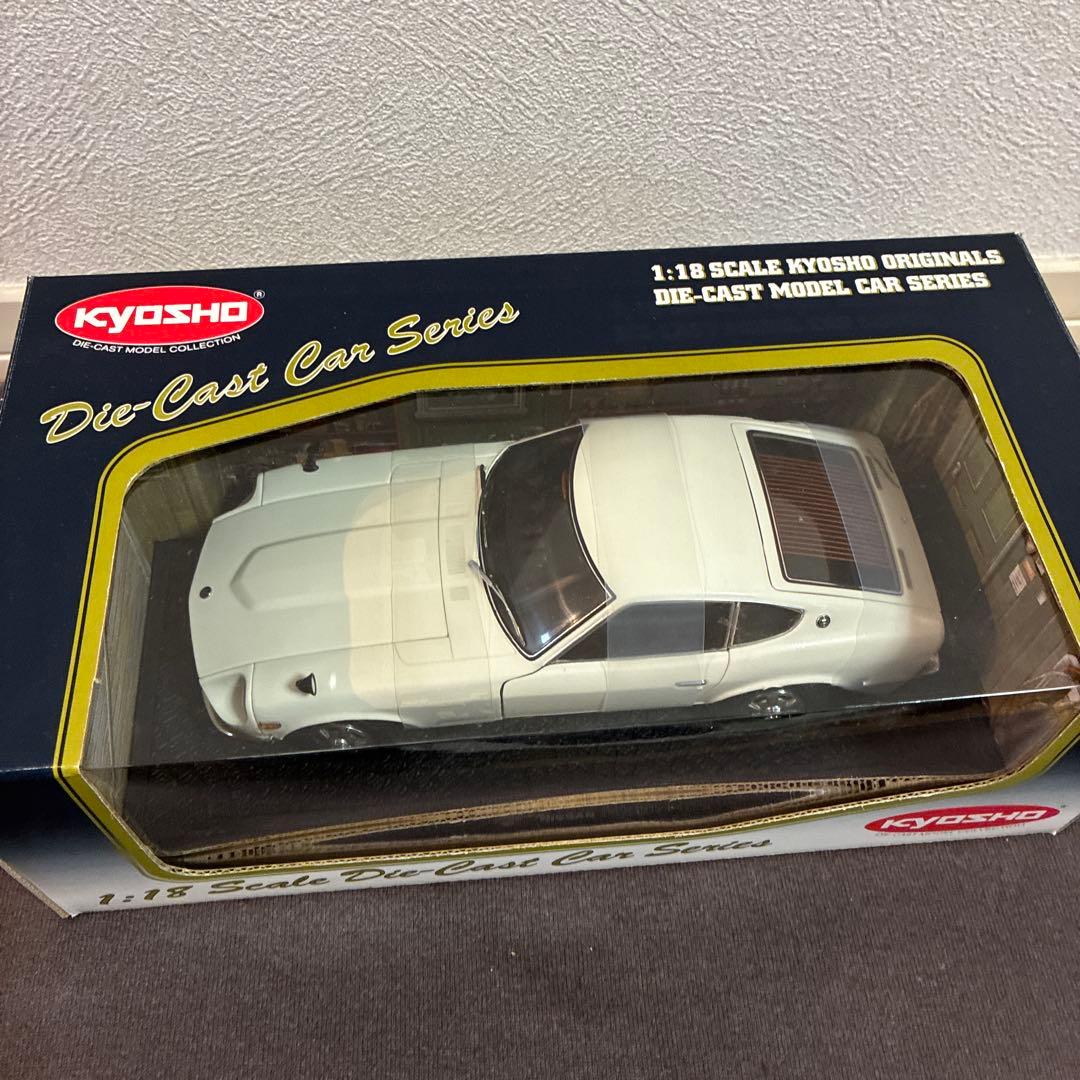 KYOSHO®
DIE-CAST MODEL COLLECTION
Die-Cast Car Series
1:18 SCALE KYOSHO ORIGINALS
DIE-CAST MODEL CAR SERIES
KYOSHO
1:18 Scale Die-Cast Car Series